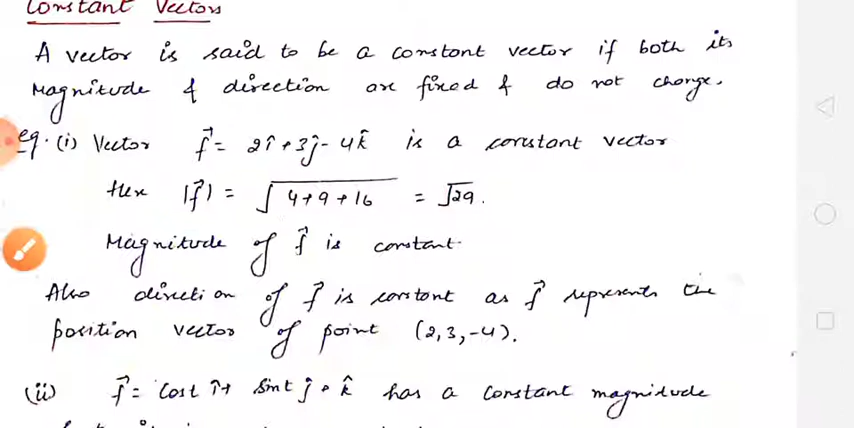 Constant Vectors
A vector is said to be a constant vector if both its
Magnitude & direction are fixed & do not change.
eg. (i) Vector f⃗ = 2î + 3ĵ - 4k̂ is a constant vector
Here |f⃗| = √4+9+16 = √29.
Magnitude of f⃗ is constant.
Also direction of f⃗ is constant as f⃗ represents the
position vector of point (2, 3, -4).
(ii) f⃗ = cost î + sint ĵ + k̂ has a constant magnitude